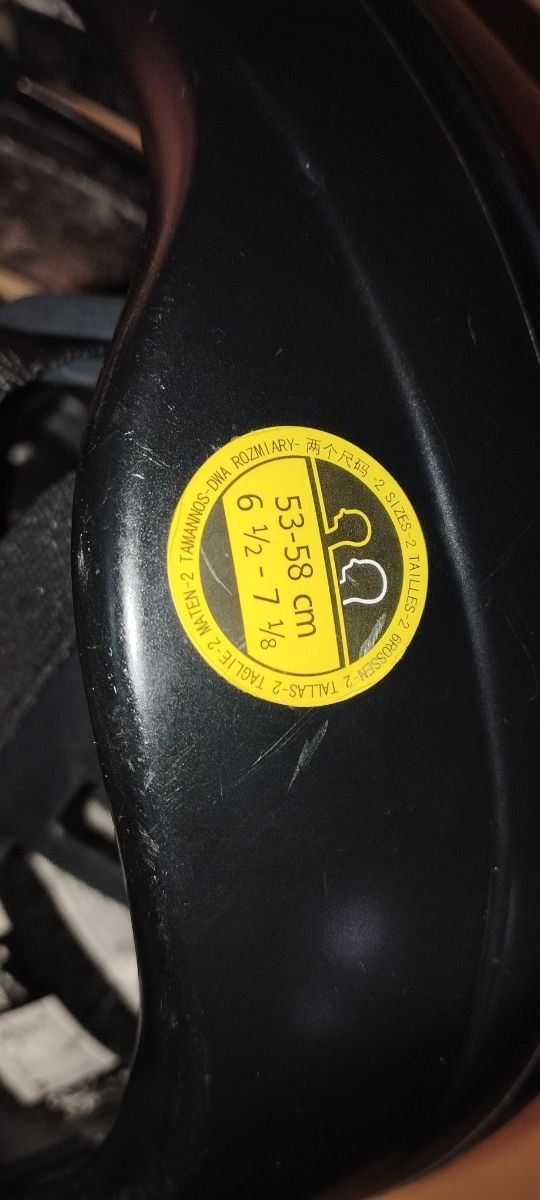 53-58 cm
6 1/2 - 7 1/8
两个尺码 -2 SIZES-2 TAILLES-2 GRÖSSEN-2 TALLAS-2 TAGLIE-2 MATEN-2 TAMANNOS-DWA ROZMIARY-